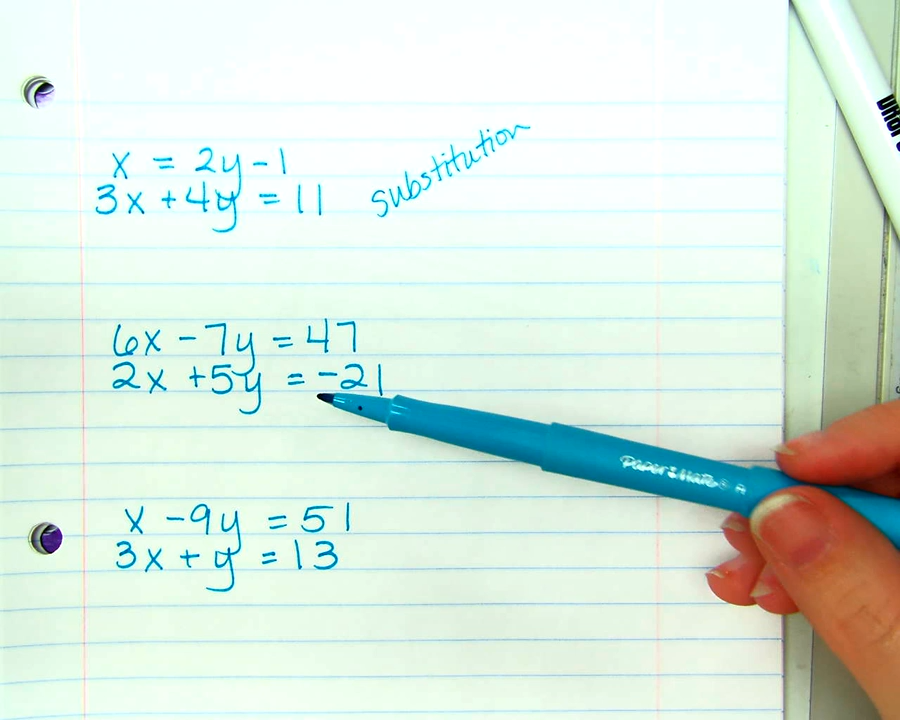 x = 2y - 1
3x + 4y = 11
substitution
6x - 7y = 47
2x + 5y = -21
Paper Mate®
x - 9y = 51
3x + y = 13